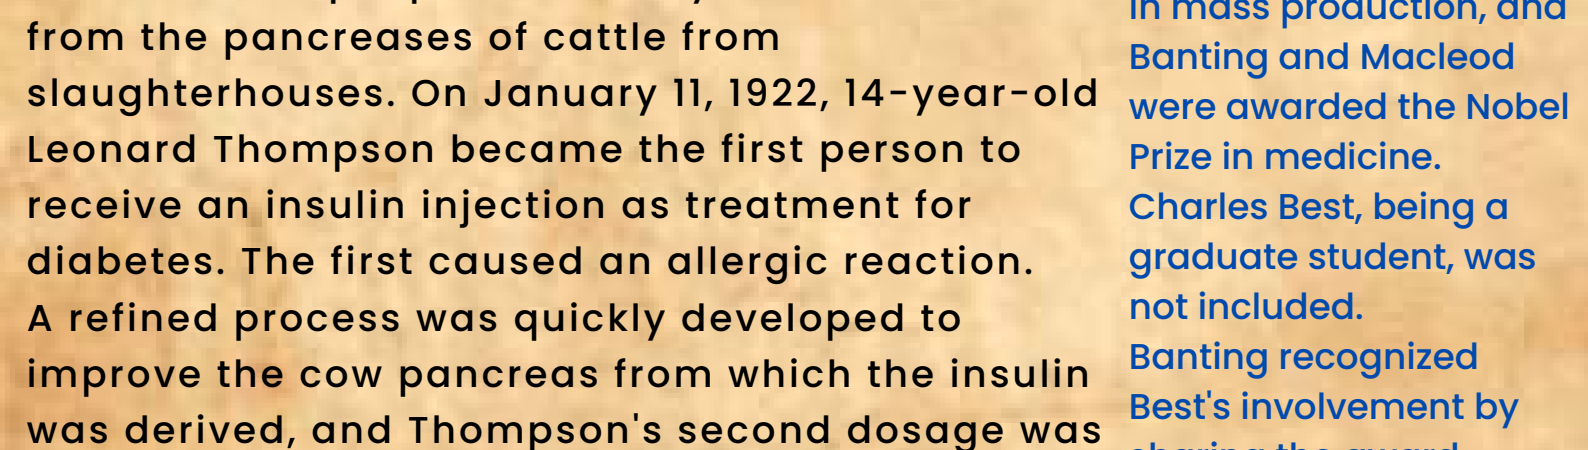 from the pancreases of cattle from
slaughterhouses. On January 11, 1922, 14-year-old
Leonard Thompson became the first person to
receive an insulin injection as treatment for
diabetes. The first caused an allergic reaction.
A refined process was quickly developed to
improve the cow pancreas from which the insulin
was derived, and Thompson's second dosage was
in mass production, and
Banting and Macleod
were awarded the Nobel
Prize in medicine.
Charles Best, being a
graduate student, was
not included.
Banting recognized
Best's involvement by
sharing the award